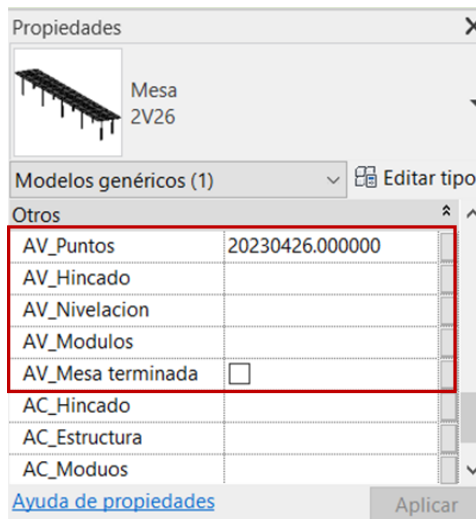 Propiedades
Mesa
2V26
Modelos genéricos (1)
Editar tipo
Otros
AV_Puntos 20230426.000000
AV_Hincado
AV_Nivelacion
AV_Modulos
AV_Mesa terminada
AC_Hincado
AC_Estructura
AC_Moduos
Ayuda de propiedades
Aplicar